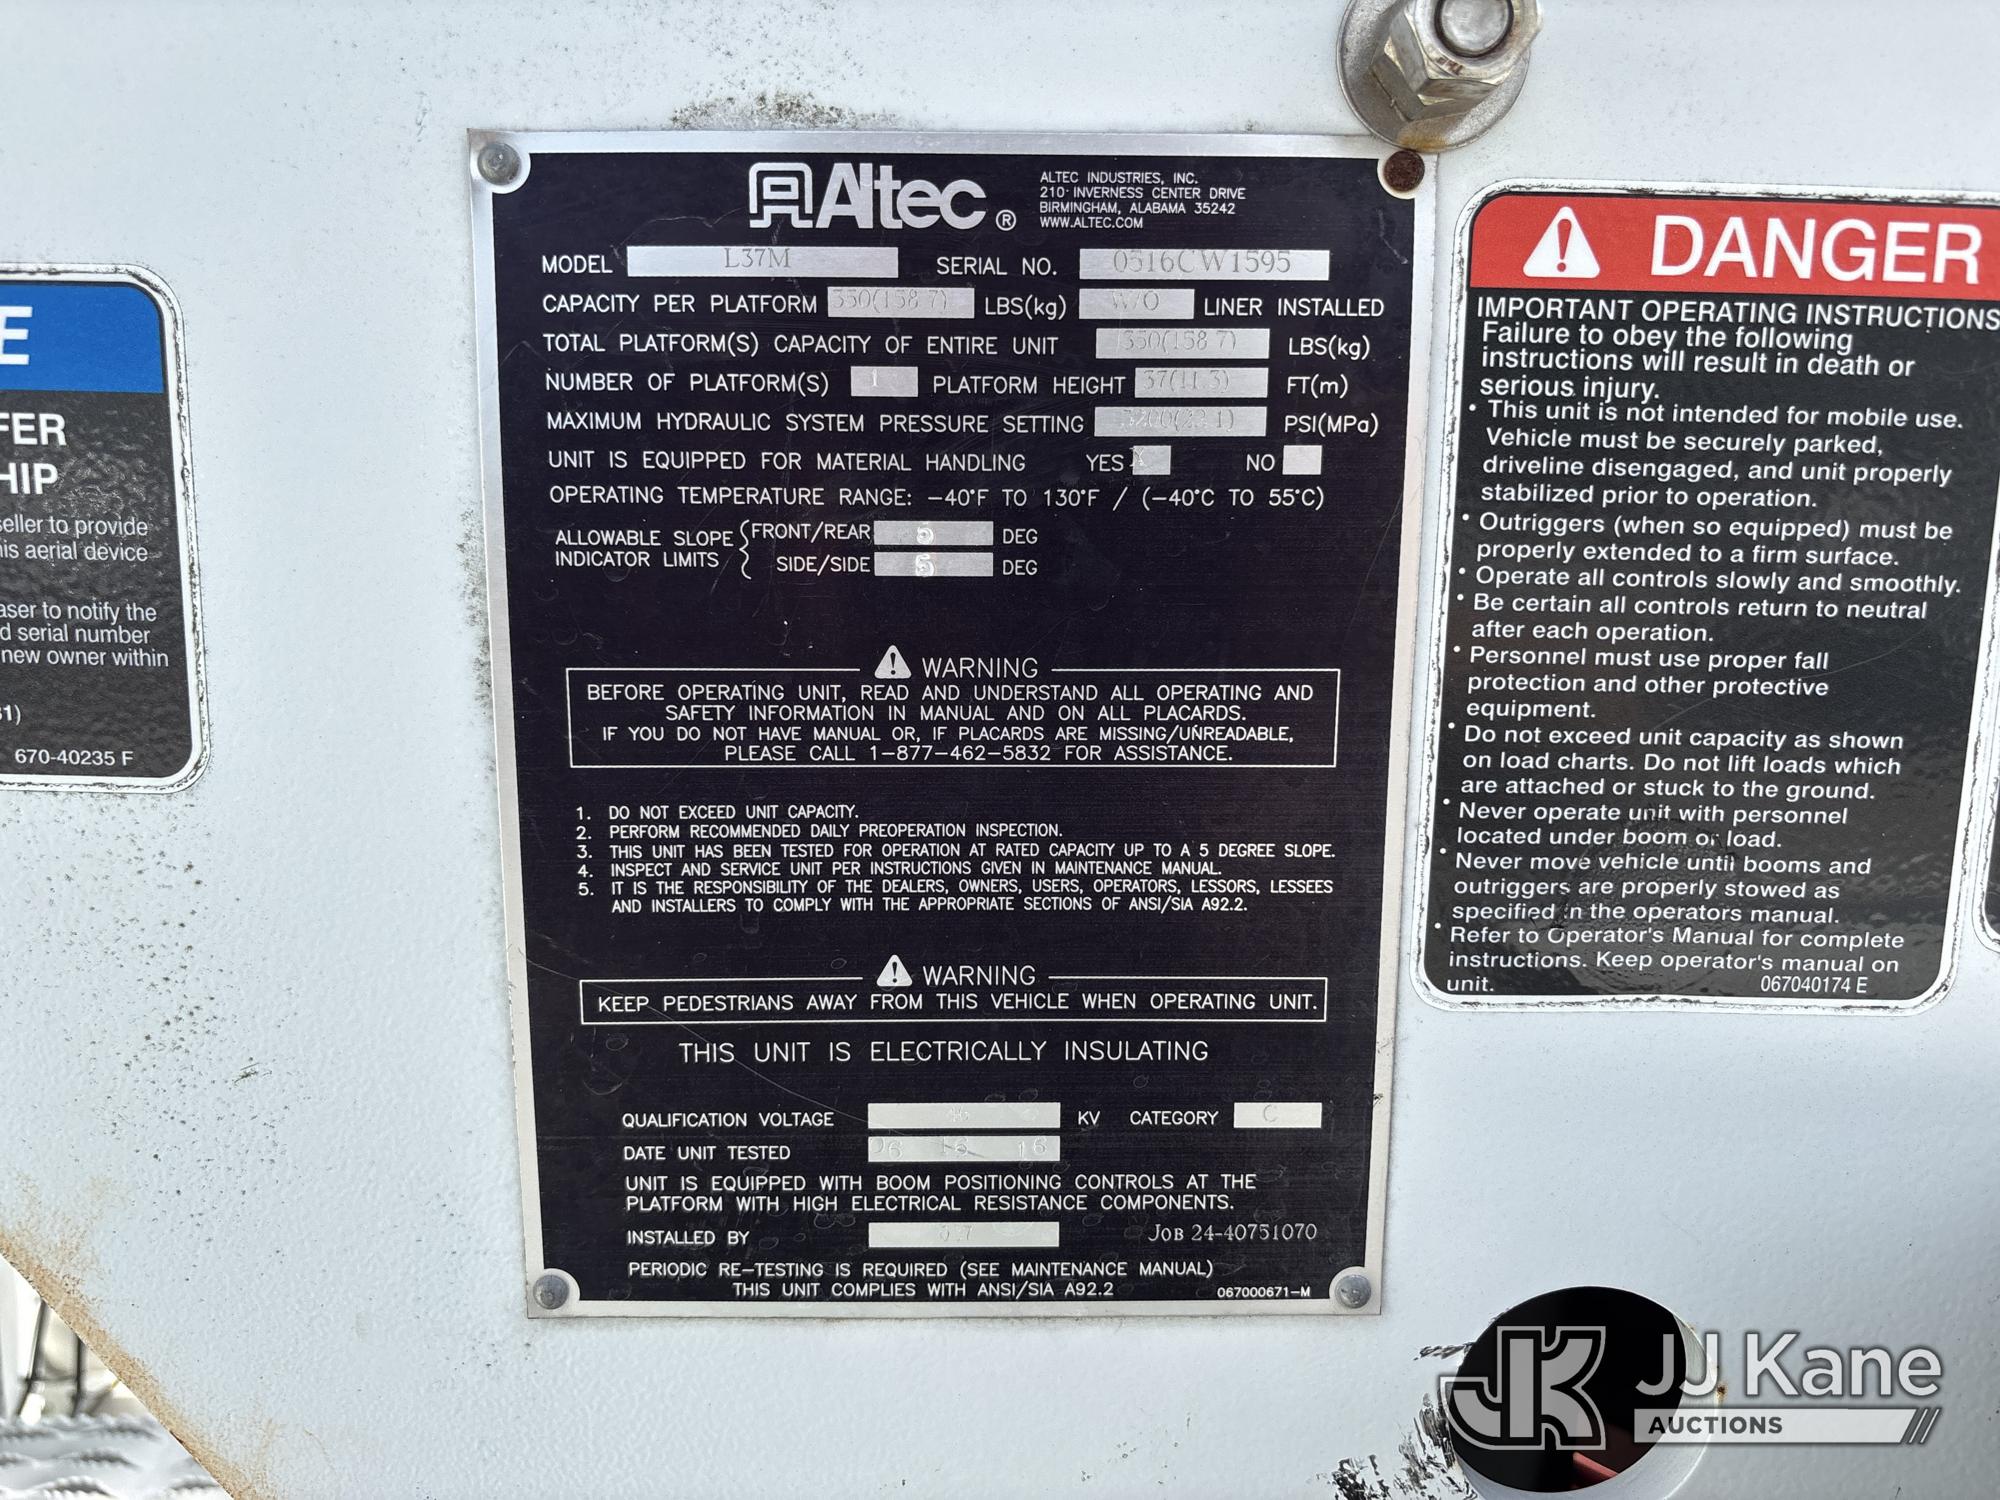 E
FER
HIP
seller to provide
his aerial device
aser to notify the
d serial number
new owner within
670-40235 F
Altec ®
ALTEC INDUSTRIES, INC.
210 INVERNESS CENTER DRIVE
BIRMINGHAM, ALABAMA 35242
WWW.ALTEC.COM
MODEL L37M SERIAL NO. 0516CW1595
CAPACITY PER PLATFORM 350(158.7) LBS(kg) W/O LINER INSTALLED
TOTAL PLATFORM(S) CAPACITY OF ENTIRE UNIT 350(158.7) LBS(kg)
NUMBER OF PLATFORM(S) 1 PLATFORM HEIGHT 37(11.3) FT(m)
MAXIMUM HYDRAULIC SYSTEM PRESSURE SETTING 3200(22.1) PSI(MPa)
UNIT IS EQUIPPED FOR MATERIAL HANDLING YES X NO
OPERATING TEMPERATURE RANGE: -40°F TO 130°F / (-40°C TO 55°C)
ALLOWABLE SLOPE INDICATOR LIMITS
FRONT/REAR 5 DEG
SIDE/SIDE 5 DEG
WARNING
BEFORE OPERATING UNIT, READ AND UNDERSTAND ALL OPERATING AND
SAFETY INFORMATION IN MANUAL AND ON ALL PLACARDS.
IF YOU DO NOT HAVE MANUAL OR, IF PLACARDS ARE MISSING/UNREADABLE,
PLEASE CALL 1-877-462-5832 FOR ASSISTANCE.
1. DO NOT EXCEED UNIT CAPACITY.
2. PERFORM RECOMMENDED DAILY PREOPERATION INSPECTION.
3. THIS UNIT HAS BEEN TESTED FOR OPERATION AT RATED CAPACITY UP TO A 5 DEGREE SLOPE.
4. INSPECT AND SERVICE UNIT PER INSTRUCTIONS GIVEN IN MAINTENANCE MANUAL.
5. IT IS THE RESPONSIBILITY OF THE DEALERS, OWNERS, USERS, OPERATORS, LESSORS, LESSEES
AND INSTALLERS TO COMPLY WITH THE APPROPRIATE SECTIONS OF ANSI/SIA A92.2.
WARNING
KEEP PEDESTRIANS AWAY FROM THIS VEHICLE WHEN OPERATING UNIT.
THIS UNIT IS ELECTRICALLY INSULATING
QUALIFICATION VOLTAGE 46 KV CATEGORY C
DATE UNIT TESTED 06 16 16
UNIT IS EQUIPPED WITH BOOM POSITIONING CONTROLS AT THE
PLATFORM WITH HIGH ELECTRICAL RESISTANCE COMPONENTS.
INSTALLED BY JOB 24-40751070
PERIODIC RE-TESTING IS REQUIRED (SEE MAINTENANCE MANUAL)
THIS UNIT COMPLIES WITH ANSI/SIA A92.2 067000671-M
DANGER
IMPORTANT OPERATING INSTRUCTIONS
Failure to obey the following
instructions will result in death or
serious injury.
• This unit is not intended for mobile use.
Vehicle must be securely parked,
driveline disengaged, and unit properly
stabilized prior to operation.
• Outriggers (when so equipped) must be
properly extended to a firm surface.
• Operate all controls slowly and smoothly.
• Be certain all controls return to neutral
after each operation.
• Personnel must use proper fall
protection and other protective
equipment.
• Do not exceed unit capacity as shown
on load charts. Do not lift loads which
are attached or stuck to the ground.
• Never operate unit with personnel
located under boom or load.
• Never move vehicle until booms and
outriggers are properly stowed as
specified in the operators manual.
• Refer to Operator's Manual for complete
instructions. Keep operator's manual on
unit. 067040174 E
JK JJ Kane
AUCTIONS